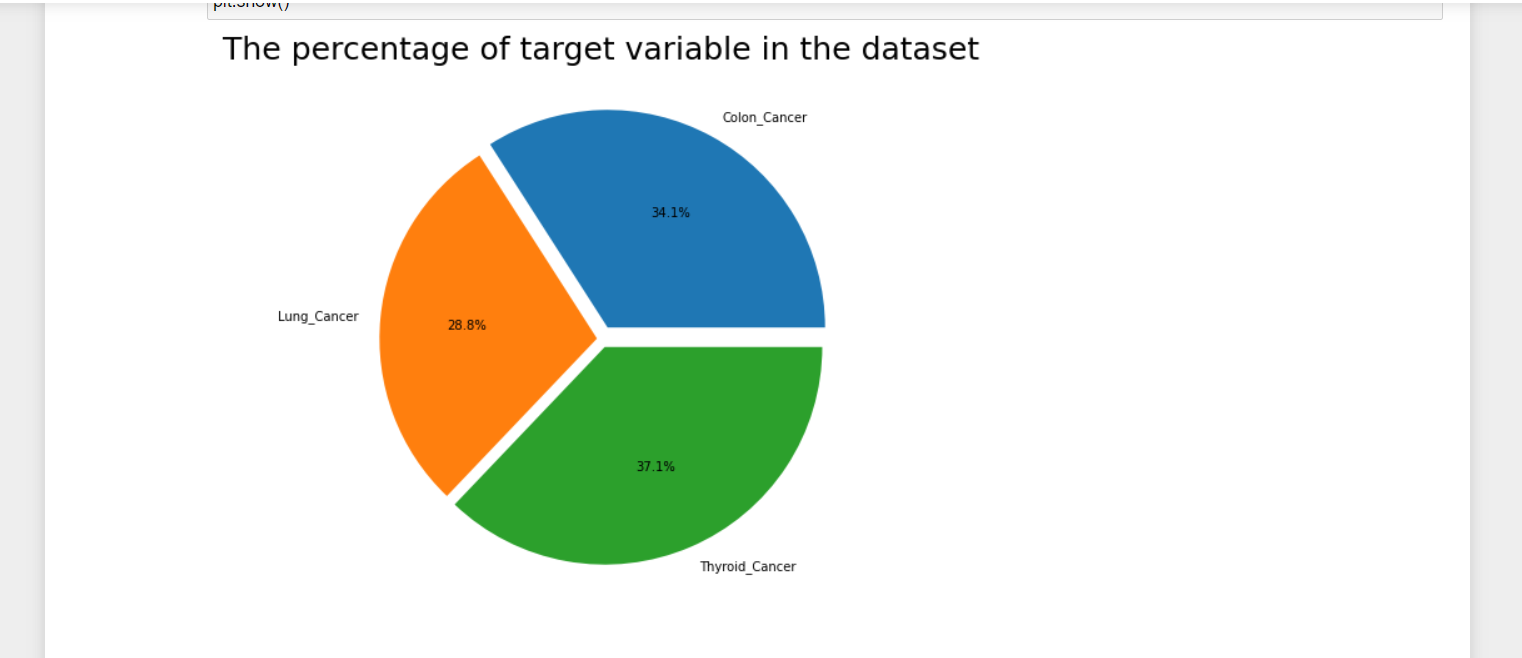 plt.show()
The percentage of target variable in the dataset
Colon_Cancer
34.1%
Lung_Cancer
28.8%
37.1%
Thyroid_Cancer